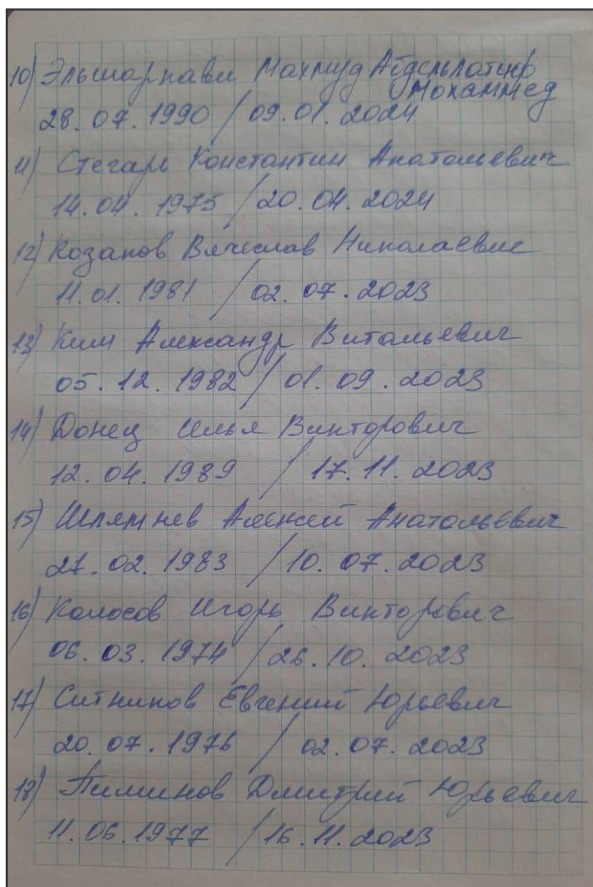 10) Эльшарнави Махмуд Абдельлатиф
Мохаммед
28.07.1990 / 09.01.2024
11) Стегарь Константин Анатольевич
14.04.1975 / 20.04.2024
12) Козаков Вячеслав Николаевич
11.01.1981 / 02.07.2023
13) Ким Александр Витальевич
05.12.1982 / 01.09.2023
14) Донец Илья Викторович
12.04.1989 / 17.11.2023
15) Шлямнев Алексей Анатольевич
27.02.1983 / 10.07.2023
16) Колосов Игорь Викторович
06.03.1974 / 26.10.2023
17) Ситников Евгений Юрьевич
20.07.1976 / 02.07.2023
18) Пиминов Дмитрий Юрьевич
11.06.1977 / 16.11.2023